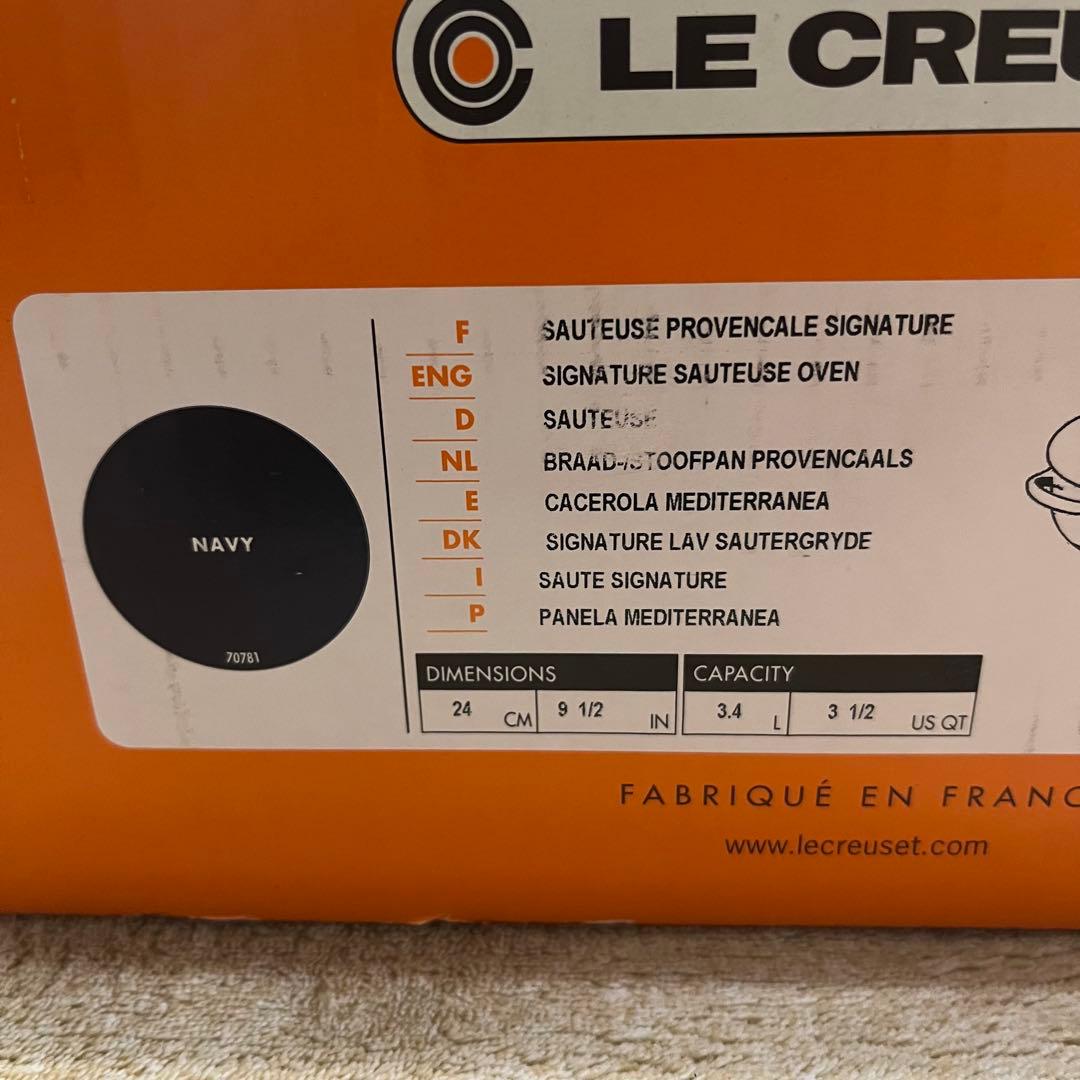 LE CREU
F SAUTEUSE PROVENCALE SIGNATURE
ENG SIGNATURE SAUTEUSE OVEN
D SAUTEUSE
NL BRAAD-/STOOFPAN PROVENCAALS
E CACEROLA MEDITERRANEA
DK SIGNATURE LAV SAUTERGRYDE
I SAUTE SIGNATURE
P PANELA MEDITERRANEA
NAVY
70781
DIMENSIONS CAPACITY
24 CM 9 1/2 IN 3.4 L 3 1/2 US QT
FABRIQUÉ EN FRANC
www.lecreuset.com